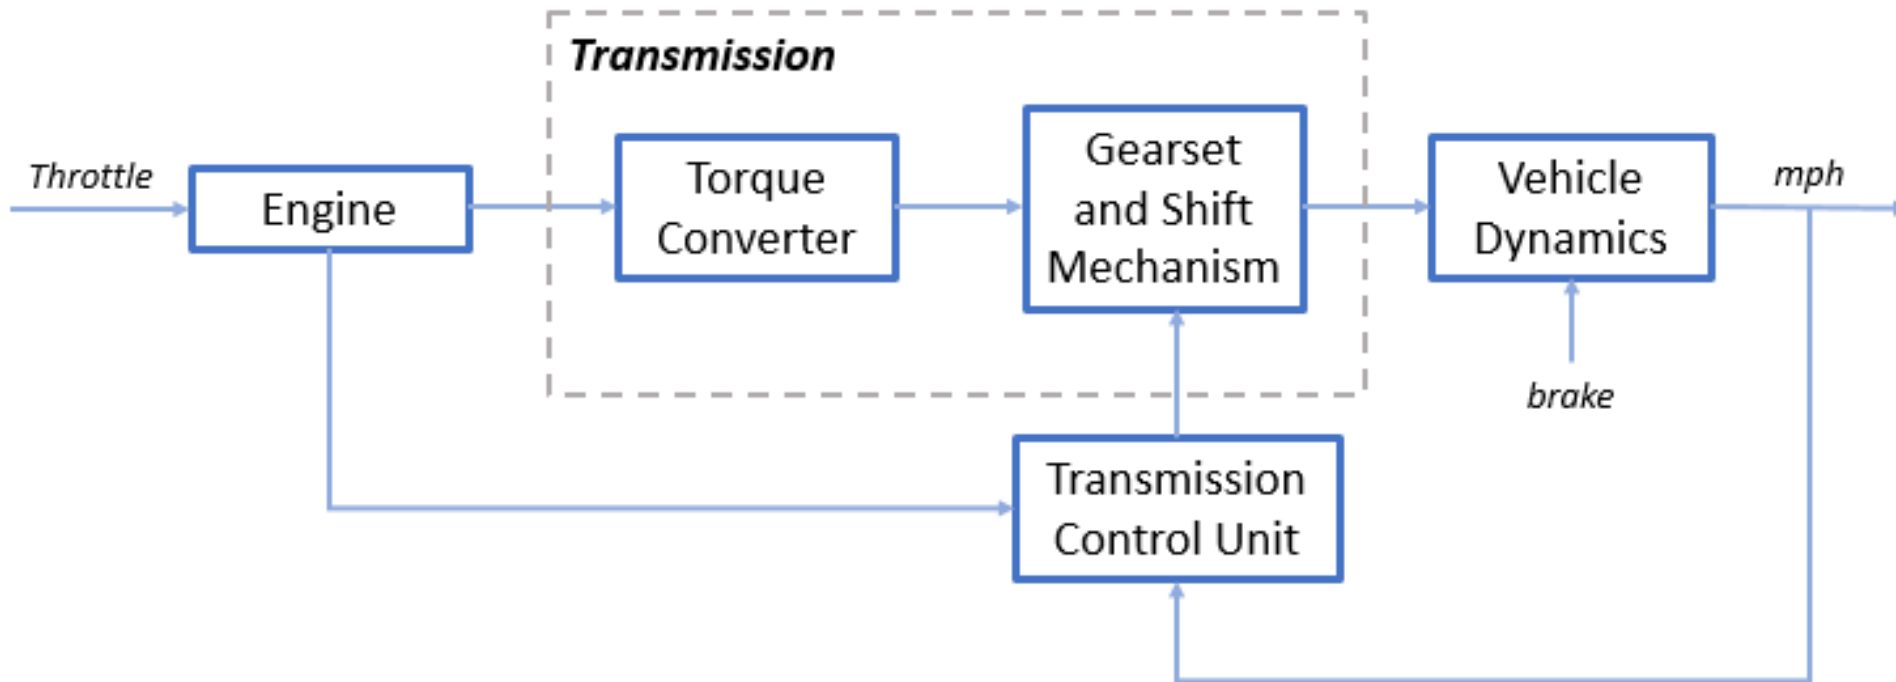 Transmission
Throttle
Engine
Torque
Converter
Gearset
and Shift
Mechanism
Vehicle
Dynamics
mph
brake
Transmission
Control Unit